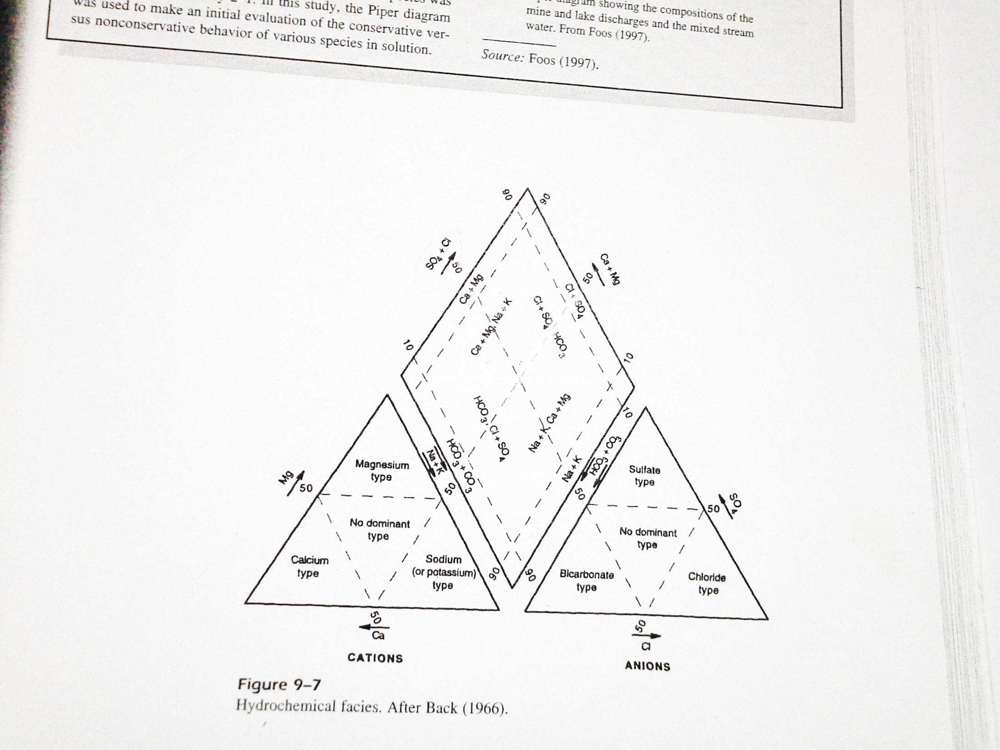 was used to make an initial evaluation of the conservative ver-
sus nonconservative behavior of various species in solution.
In this study, the Piper diagram
diagram showing the compositions of the
mine and lake discharges and the mixed stream
water. From Foos (1997).
Source: Foos (1997).
90
90
SO4 + Cl
50
Ca + Mg
50
Ca + Mg
Cl + SO4
Ca + Mg, Na + K
Cl + SO4 HCO3
10
10
HCO3, Cl + SO4
Na + K, Ca + Mg
10
Na + K
HCO3 + CO3
Na + K
HCO3 + CO3
50
50
90
90
Mg
50
Magnesium
type
No dominant
type
Calcium
type
Sodium
(or potassium)
type
50
Ca
CATIONS
Sulfate
type
SO4
50
No dominant
type
Bicarbonate
type
Chloride
type
50
Cl
ANIONS
Figure 9–7
Hydrochemical facies. After Back (1966).